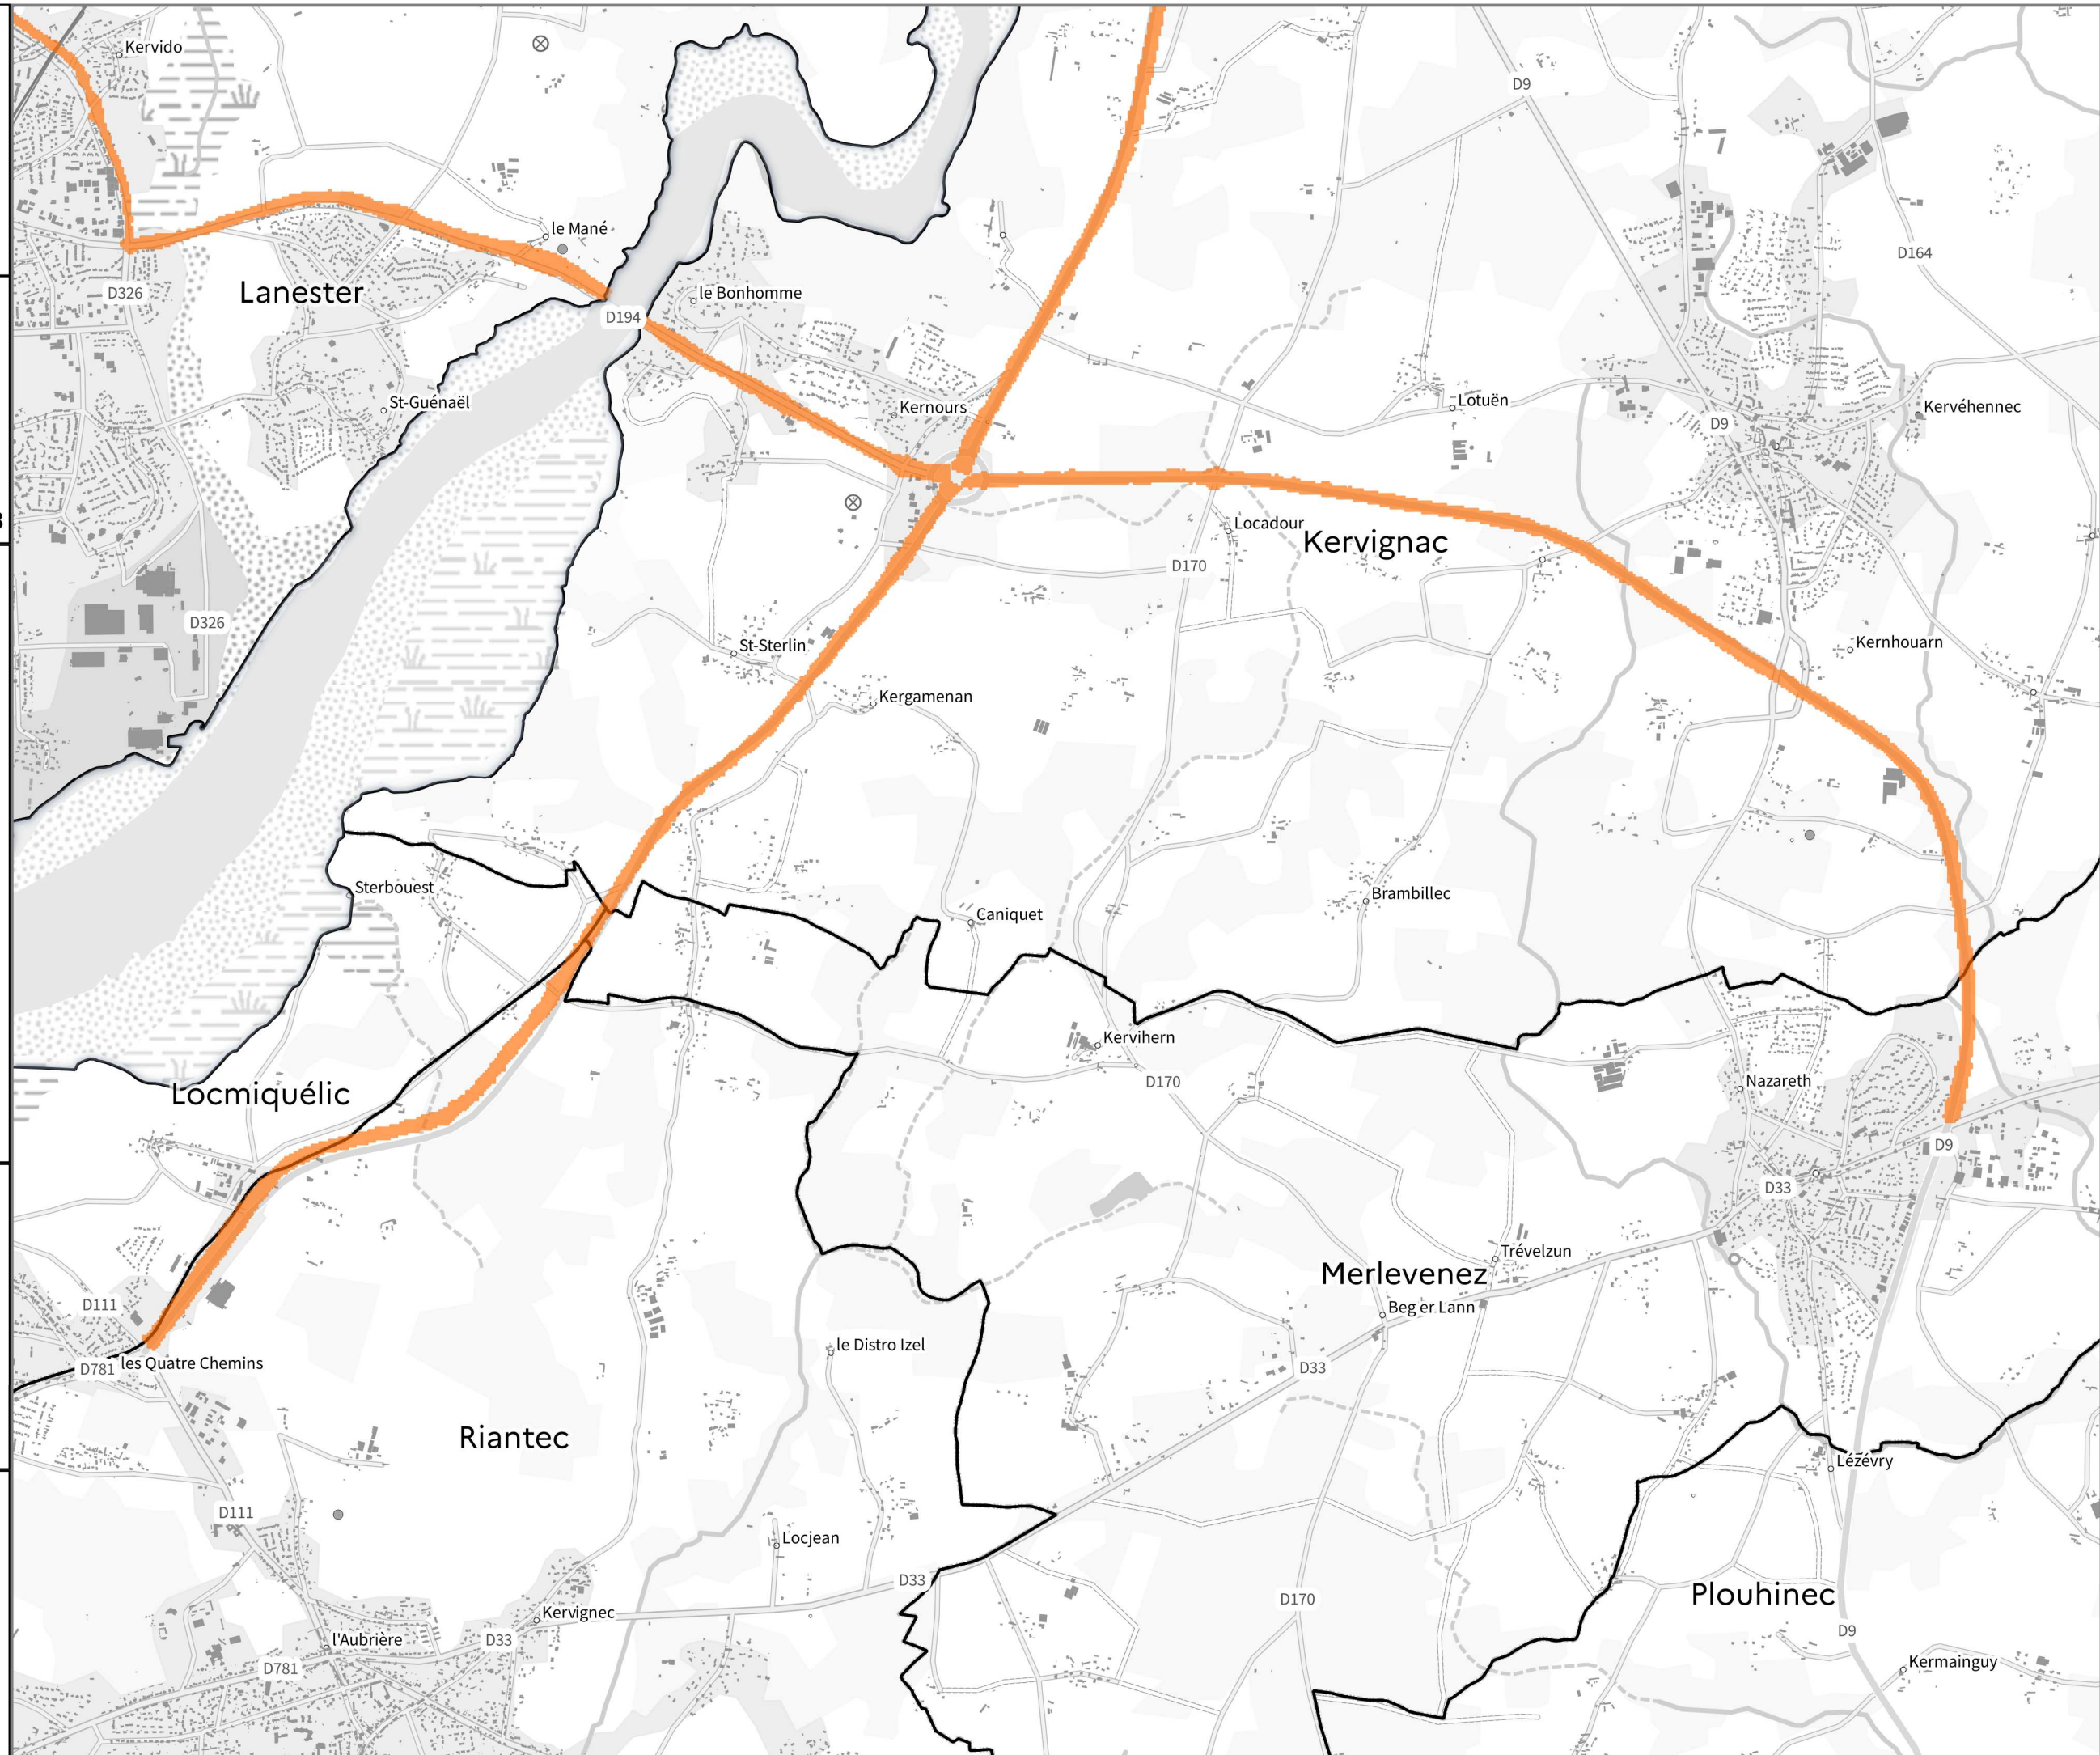 Kervido
D9
le Mané
D164
D326
Lanester
le Bonhomme
D194
St-Guénaël
Kernours
Lotuën
Kervéhennec
D9
Locadour
Kervignac
D170
D326
St-Sterlin
Kernhouarn
Kergamenan
Sterbouest
Brambillec
Caniquet
Kervihern
Locmiquélic
D170
Nazareth
D9
D33
Trévelzun
Merlevenez
D111
Beg er Lann
le Distro Izel
D781
les Quatre Chemins
D33
Riantec
Lézévry
D111
Locjean
D33
Plouhinec
D170
Kervignec
D9
l'Aubrière
D33
D781
Kermainguy